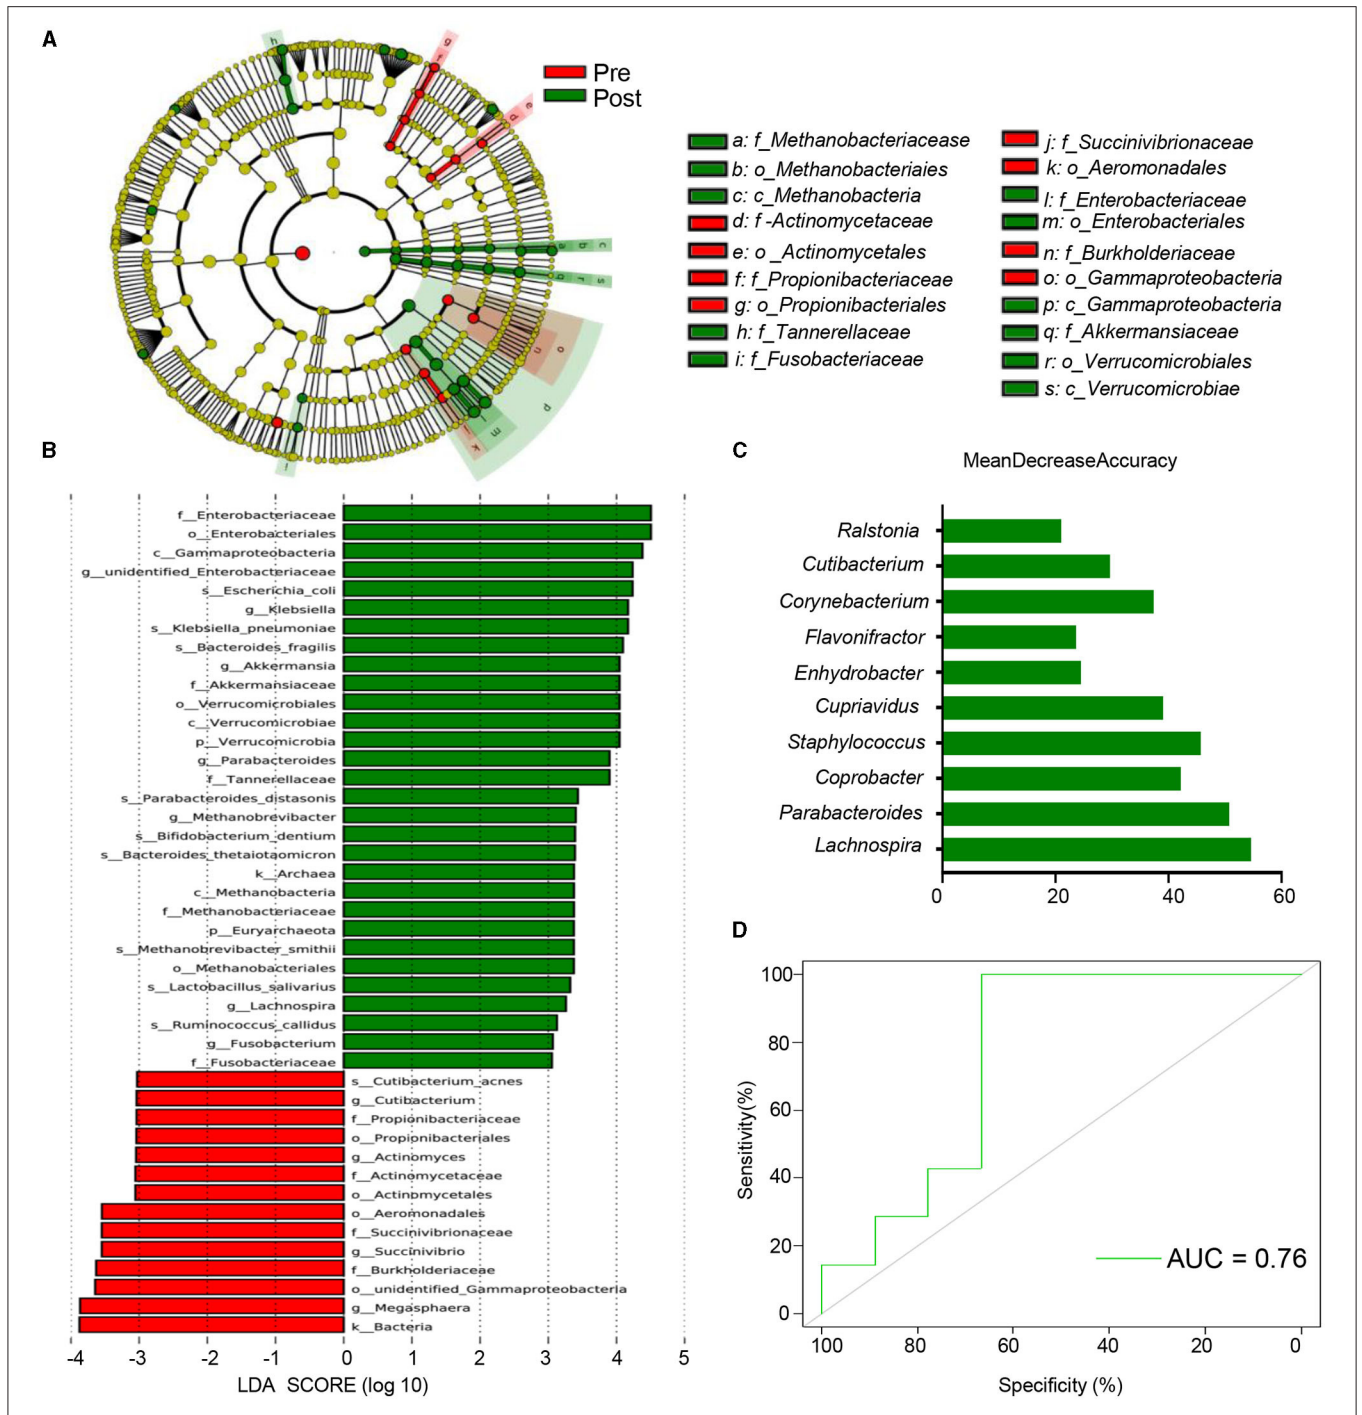 A
Pre
Post
a: f_Methanobacteriacease
b: o_Methanobacteriaies
c: c_Methanobacteria
d: f -Actinomycetaceae
e: o _Actinomycetales
f: f_Propionibacteriaceae
g: o_Propionibacteriales
h: f_Tannerellaceae
i: f_Fusobacteriaceae
j: f_Succinivibrionaceae
k: o_Aeromonadales
l: f_Enterobacteriaceae
m: o_Enterobacteriales
n: f_Burkholderiaceae
o: o_Gammaproteobacteria
p: c_Gammaproteobacteria
q: f_Akkermansiaceae
r: o_Verrucomicrobiales
s: c_Verrucomicrobiae
h
g
f
e
d
a b c
q r s
n o
p
l m
j k
i
B
f__Enterobacteriaceae
o__Enterobacteriales
c__Gammaproteobacteria
g__unidentified_Enterobacteriaceae
s__Escherichia_coli
g__Klebsiella
s__Klebsiella_pneumoniae
s__Bacteroides_fragilis
g__Akkermansia
f__Akkermansiaceae
o__Verrucomicrobiales
c__Verrucomicrobiae
p__Verrucomicrobia
g__Parabacteroides
f__Tannerellaceae
s__Parabacteroides_distasonis
g__Methanobrevibacter
s__Bifidobacterium_dentium
s__Bacteroides_thetaiotaomicron
k__Archaea
c__Methanobacteria
f__Methanobacteriaceae
p__Euryarchaeota
s__Methanobrevibacter_smithii
o__Methanobacteriales
s__Lactobacillus_salivarius
g__Lachnospira
s__Ruminococcus_callidus
g__Fusobacterium
f__Fusobacteriaceae
s__Cutibacterium_acnes
g__Cutibacterium
f__Propionibacteriaceae
o__Propionibacteriales
g__Actinomyces
f__Actinomycetaceae
o__Actinomycetales
o__Aeromonadales
f__Succinivibrionaceae
g__Succinivibrio
f__Burkholderiaceae
o__unidentified_Gammaproteobacteria
g__Megasphaera
k__Bacteria
-4 -3 -2 -1 0 1 2 3 4 5
LDA SCORE (log 10)
C
MeanDecreaseAccuracy
Ralstonia
Cutibacterium
Corynebacterium
Flavonifractor
Enhydrobacter
Cupriavidus
Staphylococcus
Coprobacter
Parabacteroides
Lachnospira
0 20 40 60
D
100
80
60
40
20
0
Sensitivity(%)
AUC = 0.76
100 80 60 40 20 0
Specificity (%)